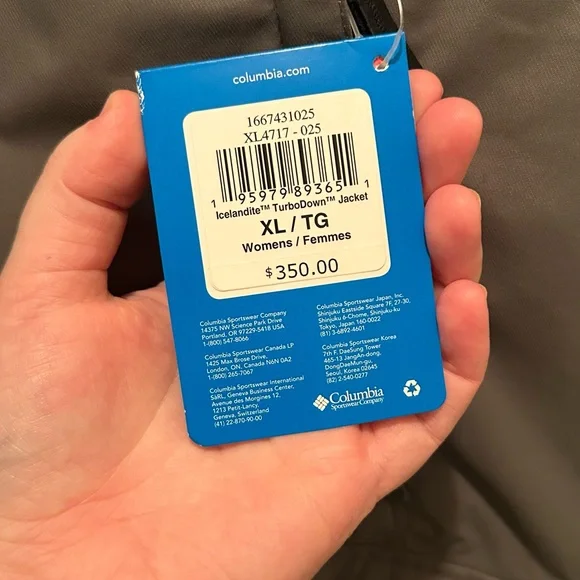 columbia.com
1667431025
XL4717 - 025
1 95979 89365 1
Icelandite™ TurboDown™ Jacket
XL / TG
Womens / Femmes
$350.00
Columbia Sportswear Company
14375 NW Science Park Drive
Portland, OR 97229-5418 USA
1-(800) 547-8066
Columbia Sportswear Canada LP
1425 Max Brose Drive,
London, ON, Canada N6N 0A2
1-(800) 265-7067
Columbia Sportswear International
SàRL, Geneva Business Center,
Avenue des Morgines 12,
1213 Petit-Lancy,
Geneva, Switzerland
(41) 22-870-90-00
Columbia Sportswear Japan, Inc.
Shinjuku Eastside Square 7F, 27-30,
Shinjuku 6-Chome, Shinjuku-ku
Tokyo, Japan 160-0022
(81) 3-6892-4601
Columbia Sportswear Korea
7th F. DaeSung Tower
465-13 JangAn-dong,
DongDaeMun-gu,
Seoul, Korea 02645
(82) 2-540-0277
Columbia
Sportswear Company